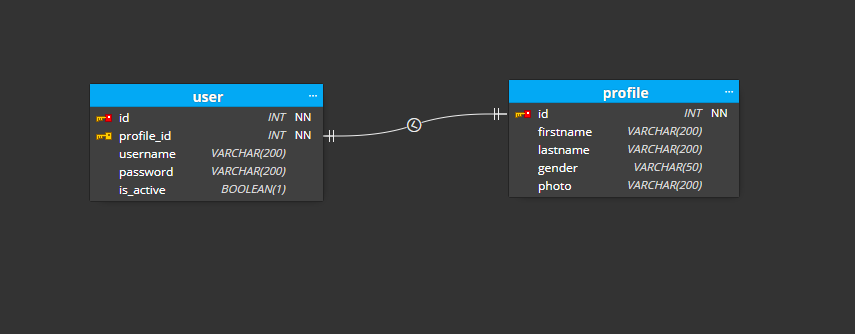 user ...
id INT NN
profile_id INT NN
username VARCHAR(200)
password VARCHAR(200)
is_active BOOLEAN(1)
profile ...
id INT NN
firstname VARCHAR(200)
lastname VARCHAR(200)
gender VARCHAR(50)
photo VARCHAR(200)